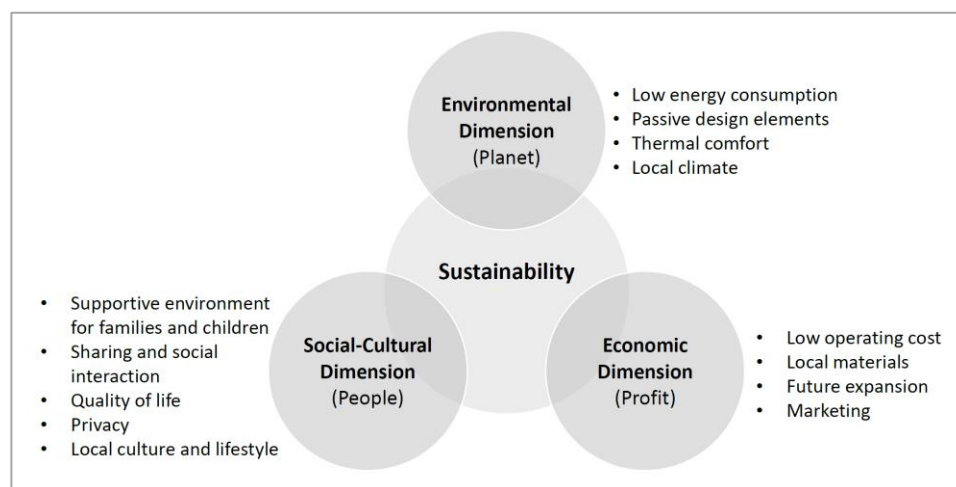 Environmental
Dimension
(Planet)
• Low energy consumption
• Passive design elements
• Thermal comfort
• Local climate
Sustainability
• Supportive environment
for families and children
• Sharing and social
interaction
• Quality of life
• Privacy
• Local culture and lifestyle
Social-Cultural
Dimension
(People)
Economic
Dimension
(Profit)
• Low operating cost
• Local materials
• Future expansion
• Marketing